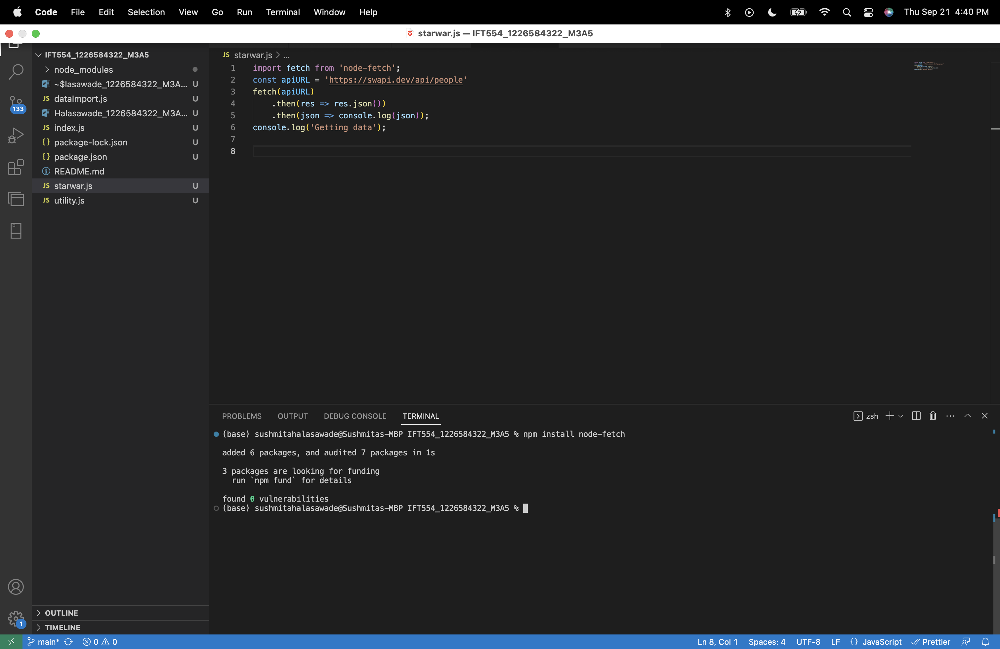 Code File Edit Selection View Go Run Terminal Window Help Thu Sep 21 4:40 PM
starwar.js — IFT554_1226584322_M3A5
IFT554_1226584322_M3A5
node_modules
~$lasawade_1226584322_M3A... U
dataImport.js U
Halasawade_1226584322_M3A... U
index.js U
package-lock.json U
package.json U
README.md
starwar.js U
utility.js U
133
JS starwar.js > ...
1 import fetch from 'node-fetch';
2 const apiURL = 'https://swapi.dev/api/people'
3 fetch(apiURL)
4 .then(res => res.json())
5 .then(json => console.log(json));
6 console.log('Getting data');
7
8
PROBLEMS OUTPUT DEBUG CONSOLE TERMINAL zsh
(base) sushmitahalasawade@Sushmitas-MBP IFT554_1226584322_M3A5 % npm install node-fetch
added 6 packages, and audited 7 packages in 1s
3 packages are looking for funding
run `npm fund` for details
found 0 vulnerabilities
(base) sushmitahalasawade@Sushmitas-MBP IFT554_1226584322_M3A5 %
OUTLINE
TIMELINE
1
main* 0 0 Ln 8, Col 1 Spaces: 4 UTF-8 LF {} JavaScript Prettier